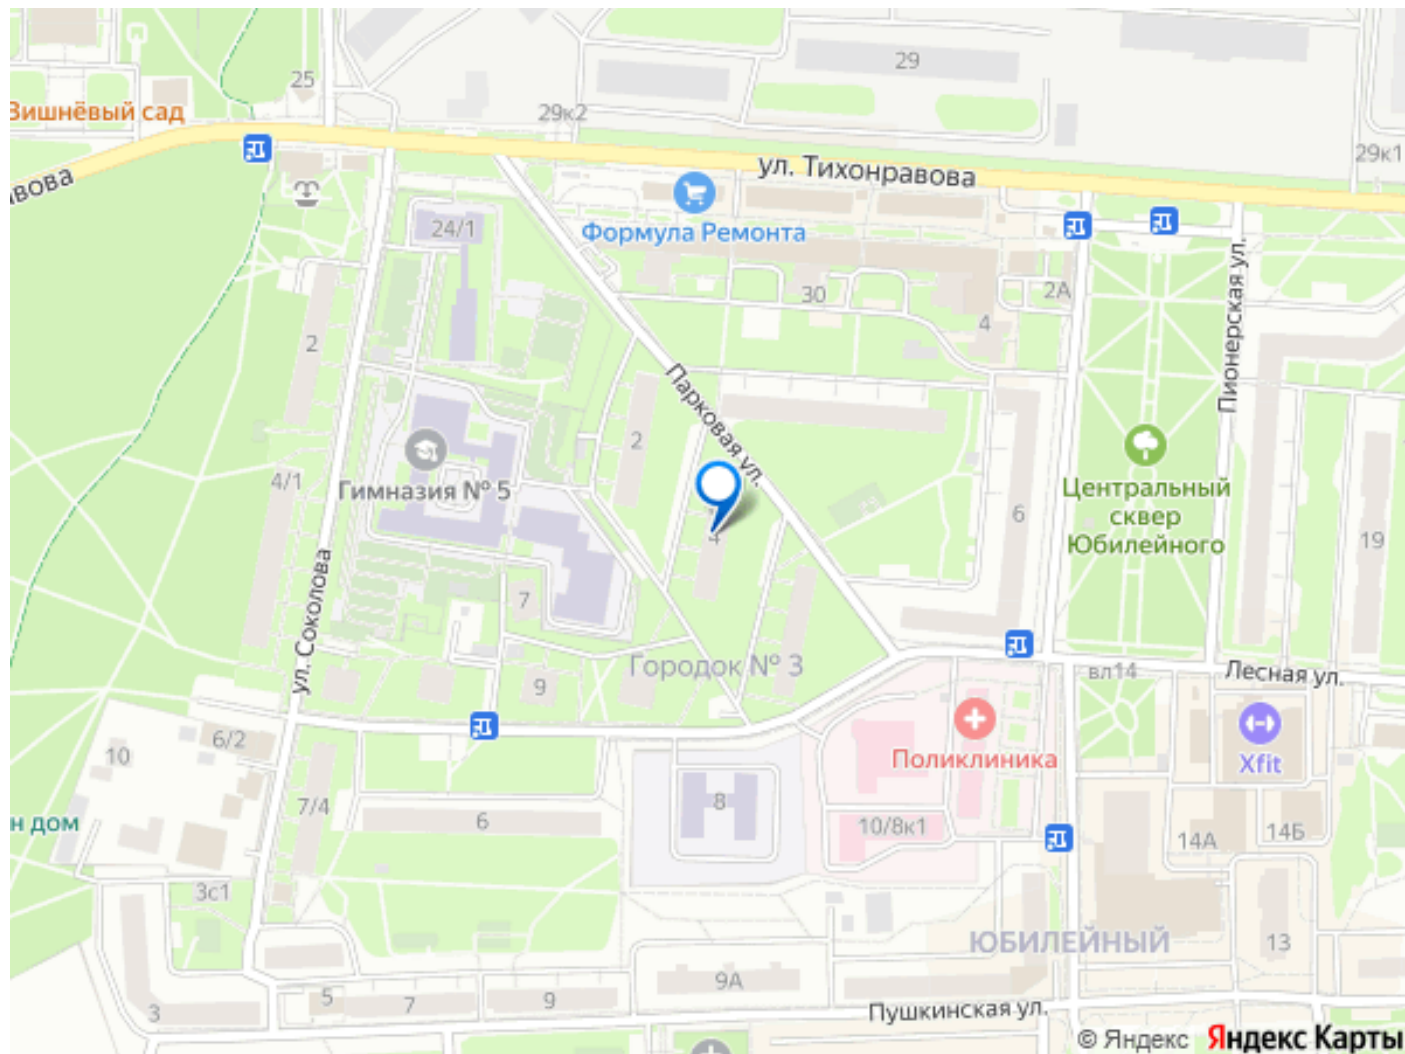 29
25
Вишнёвый сад
29к2
29к1
ул. Тихонравова
авова
24/1
Формула Ремонта
Пионерская ул.
2А
30
4
2
Парковая ул.
2
Гимназия № 5
4/1
Центральный
сквер
Юбилейного
6
19
4
7
ул. Соколова
Городок № 3
вл14
Лесная ул.
9
6/2
10
Поликлиника
Xfit
7/4
6
8
10/8к1
14А
14Б
н дом
3с1
ЮБИЛЕЙНЫЙ
13
9А
5
7
9
3
Пушкинская ул.
© Яндекс Яндекс Карты